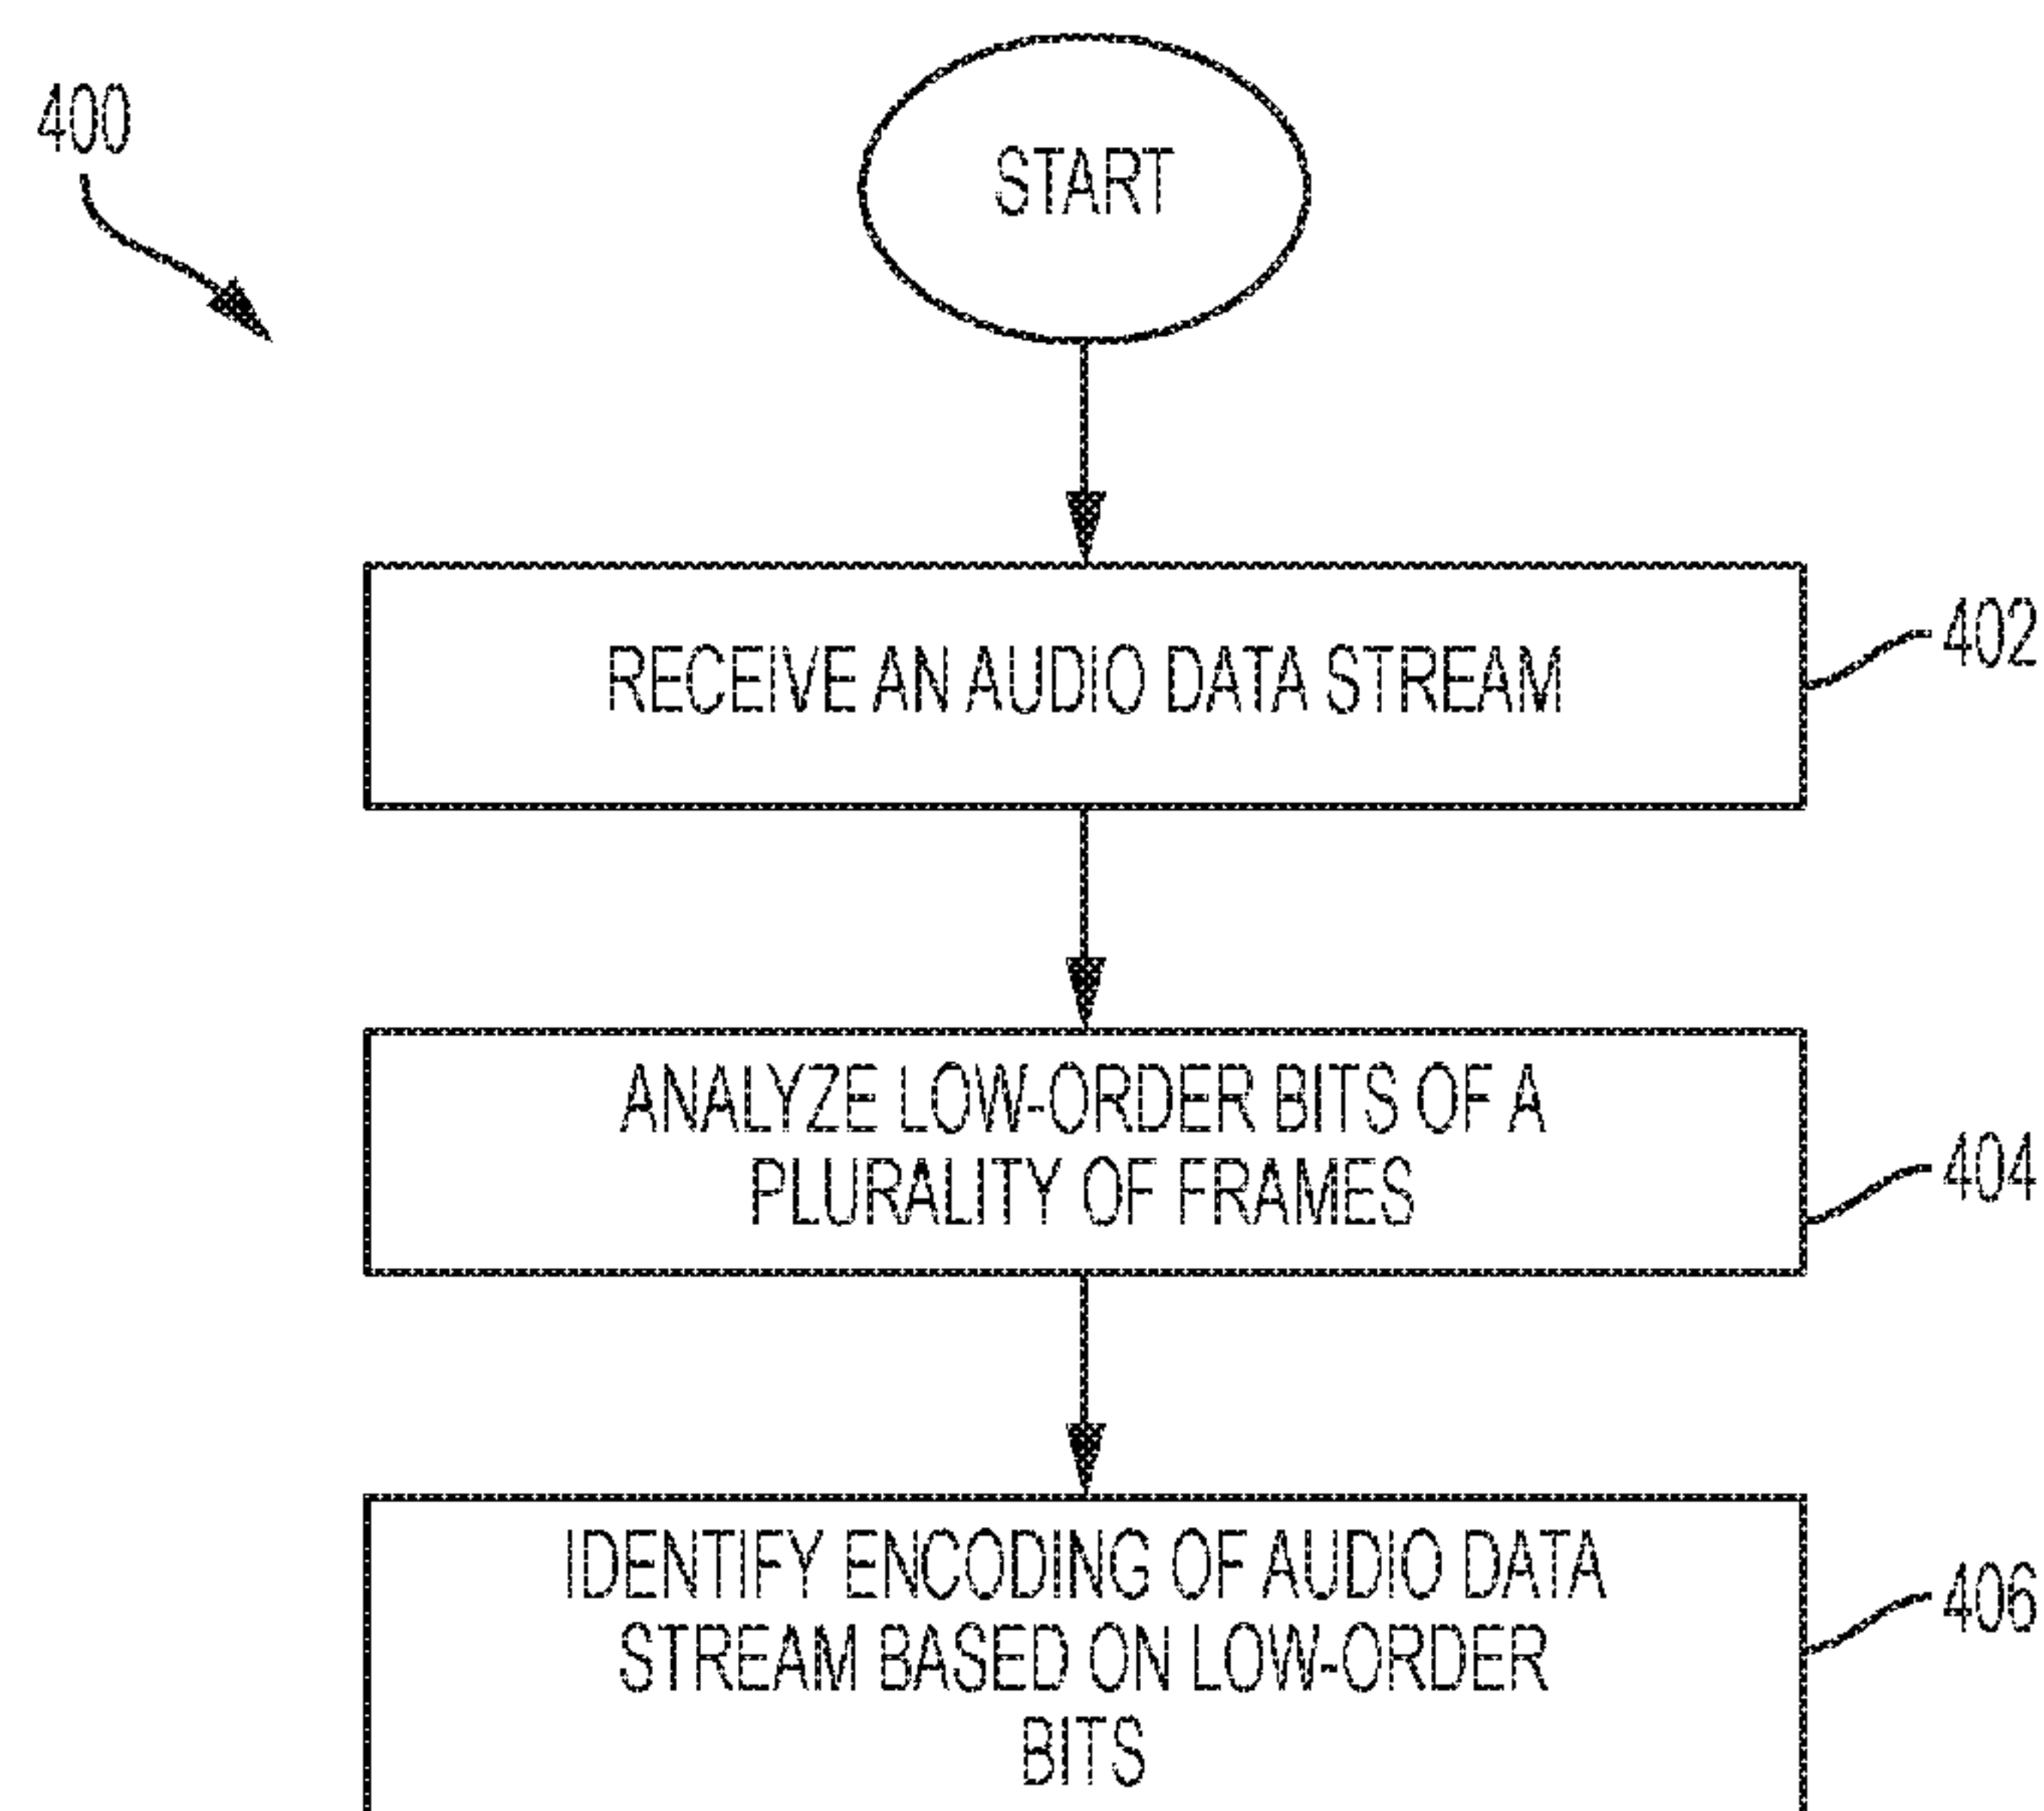 400
START
RECEIVE AN AUDIO DATA STREAM
402
ANALYZE LOW-ORDER BITS OF A
PLURALITY OF FRAMES
404
IDENTIFY ENCODING OF AUDIO DATA
STREAM BASED ON LOW-ORDER
BITS
406